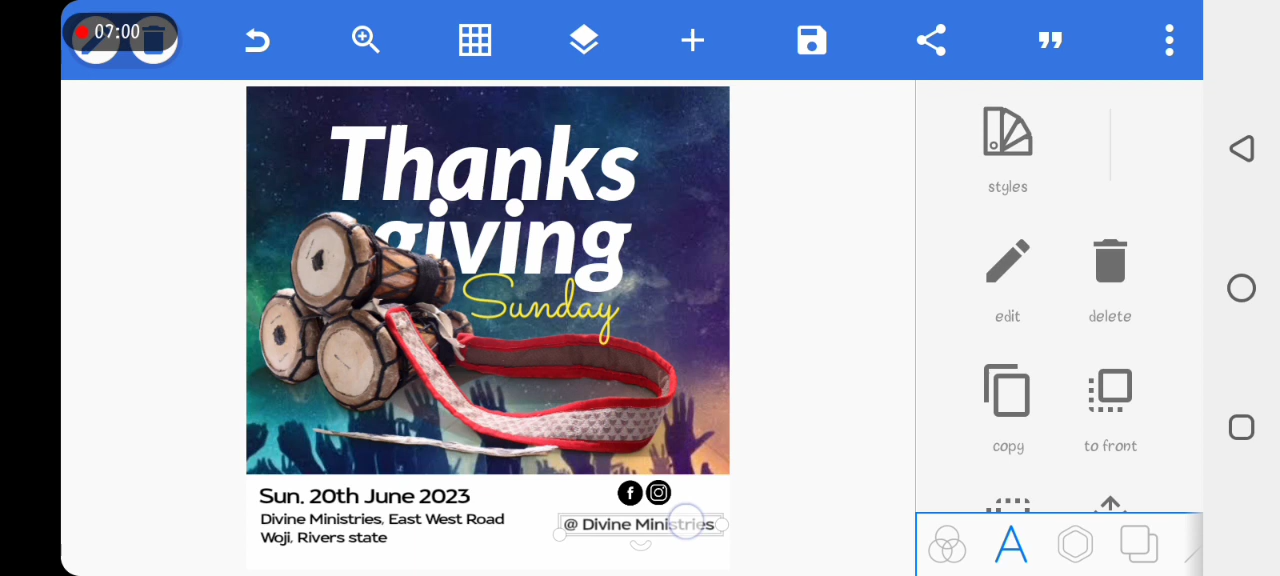 07:00
styles
edit
delete
copy
to front
Thanks
giving
Sunday
Sun. 20th June 2023
Divine Ministries, East West Road
Woji, Rivers state
@ Divine Ministries